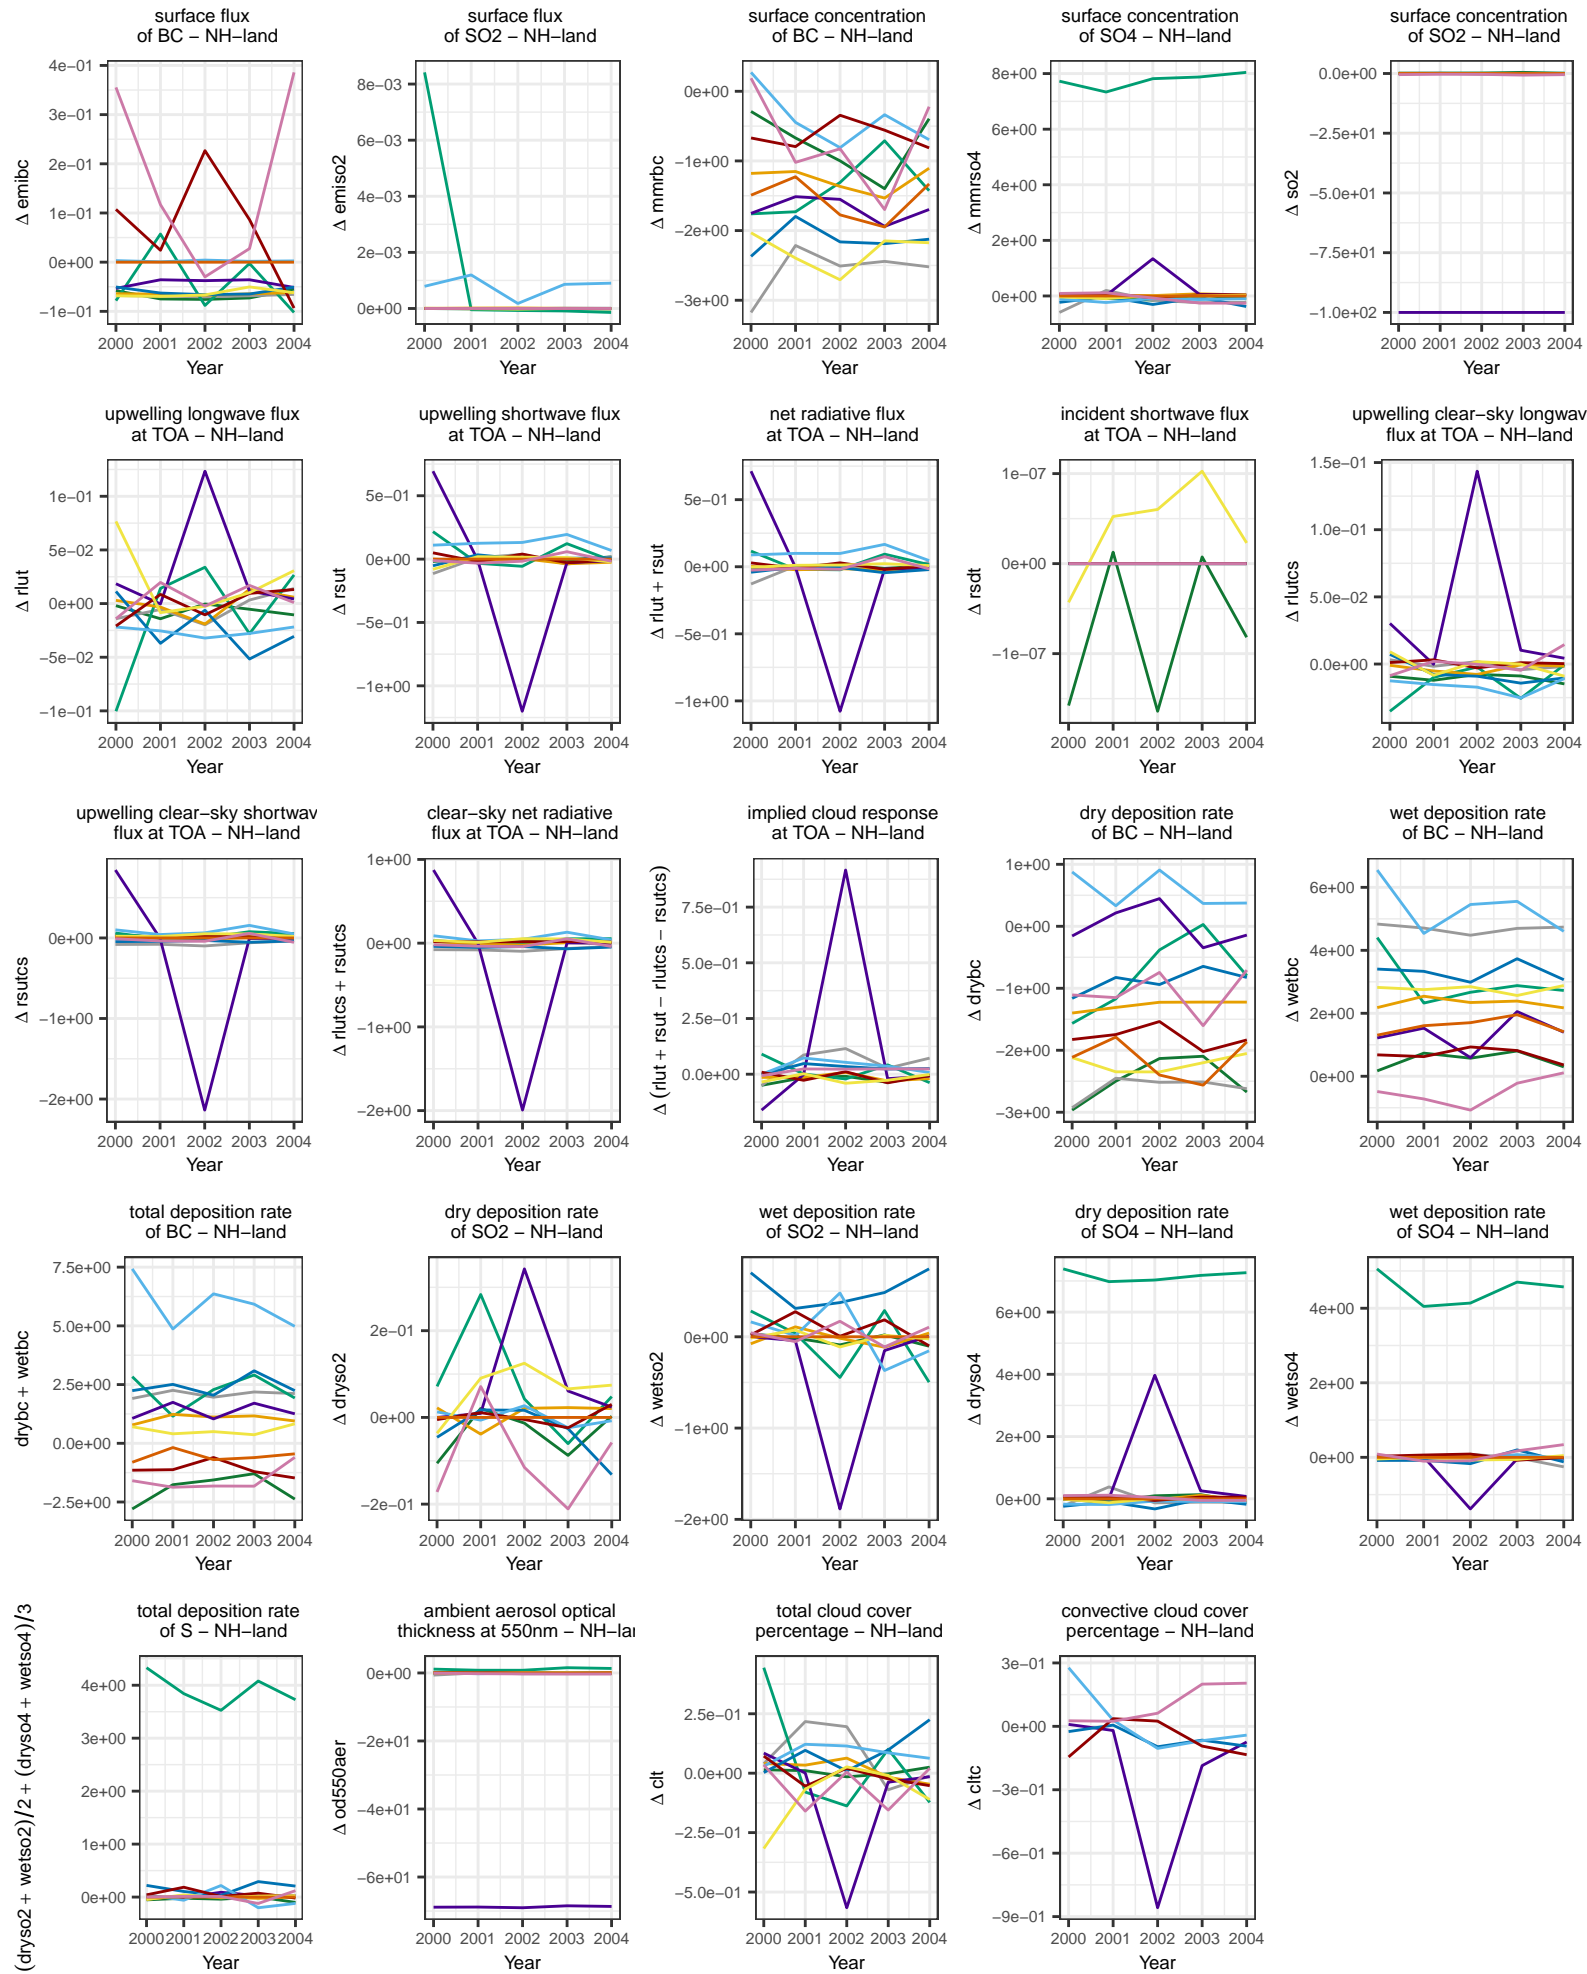 surface flux
of BC − NH−land
Δ emibc
4e−01
3e−01
2e−01
1e−01
0e+00
−1e−01
2000 2001 2002 2003 2004
Year
surface flux
of SO2 − NH−land
Δ emiso2
8e−03
6e−03
4e−03
2e−03
0e+00
2000 2001 2002 2003 2004
Year
surface concentration
of BC − NH−land
Δ mmrbc
0e+00
−1e+00
−2e+00
−3e+00
2000 2001 2002 2003 2004
Year
surface concentration
of SO4 − NH−land
Δ mmrso4
8e+00
6e+00
4e+00
2e+00
0e+00
2000 2001 2002 2003 2004
Year
surface concentration
of SO2 − NH−land
Δ so2
0.0e+00
−2.5e+01
−5.0e+01
−7.5e+01
−1.0e+02
2000 2001 2002 2003 2004
Year
upwelling longwave flux
at TOA − NH−land
Δ rlut
1e−01
5e−02
0e+00
−5e−02
−1e−01
2000 2001 2002 2003 2004
Year
upwelling shortwave flux
at TOA − NH−land
Δ rsut
5e−01
0e+00
−5e−01
−1e+00
2000 2001 2002 2003 2004
Year
net radiative flux
at TOA − NH−land
Δ rlut + rsut
5e−01
0e+00
−5e−01
−1e+00
2000 2001 2002 2003 2004
Year
incident shortwave flux
at TOA − NH−land
Δ rsdt
1e−07
0e+00
−1e−07
2000 2001 2002 2003 2004
Year
upwelling clear−sky longwav
flux at TOA − NH−land
Δ rlutcs
1.5e−01
1.0e−01
5.0e−02
0.0e+00
2000 2001 2002 2003 2004
Year
upwelling clear−sky shortwav
flux at TOA − NH−land
Δ rsutcs
0e+00
−1e+00
−2e+00
2000 2001 2002 2003 2004
Year
clear−sky net radiative
flux at TOA − NH−land
Δ rlutcs + rsutcs
1e+00
0e+00
−1e+00
−2e+00
2000 2001 2002 2003 2004
Year
implied cloud response
at TOA − NH−land
Δ (rlut + rsut − rlutcs − rsutcs)
7.5e−01
5.0e−01
2.5e−01
0.0e+00
2000 2001 2002 2003 2004
Year
dry deposition rate
of BC − NH−land
Δ drybc
1e+00
0e+00
−1e+00
−2e+00
−3e+00
2000 2001 2002 2003 2004
Year
wet deposition rate
of BC − NH−land
Δ wetbc
6e+00
4e+00
2e+00
0e+00
2000 2001 2002 2003 2004
Year
total deposition rate
of BC − NH−land
drybc + wetbc
7.5e+00
5.0e+00
2.5e+00
0.0e+00
−2.5e+00
2000 2001 2002 2003 2004
Year
dry deposition rate
of SO2 − NH−land
Δ dryso2
2e−01
0e+00
−2e−01
2000 2001 2002 2003 2004
Year
wet deposition rate
of SO2 − NH−land
Δ wetso2
0e+00
−1e+00
−2e+00
2000 2001 2002 2003 2004
Year
dry deposition rate
of SO4 − NH−land
Δ dryso4
6e+00
4e+00
2e+00
0e+00
2000 2001 2002 2003 2004
Year
wet deposition rate
of SO4 − NH−land
Δ wetso4
4e+00
2e+00
0e+00
2000 2001 2002 2003 2004
Year
total deposition rate
of S − NH−land
(dryso2 + wetso2)/2 + (dryso4 + wetso4)/3
4e+00
3e+00
2e+00
1e+00
0e+00
2000 2001 2002 2003 2004
Year
ambient aerosol optical
thickness at 550nm − NH−lar
Δ od550aer
0e+00
−2e+01
−4e+01
−6e+01
2000 2001 2002 2003 2004
Year
total cloud cover
percentage − NH−land
Δ clt
2.5e−01
0.0e+00
−2.5e−01
−5.0e−01
2000 2001 2002 2003 2004
Year
convective cloud cover
percentage − NH−land
Δ cltc
3e−01
0e+00
−3e−01
−6e−01
−9e−01
2000 2001 2002 2003 2004
Year